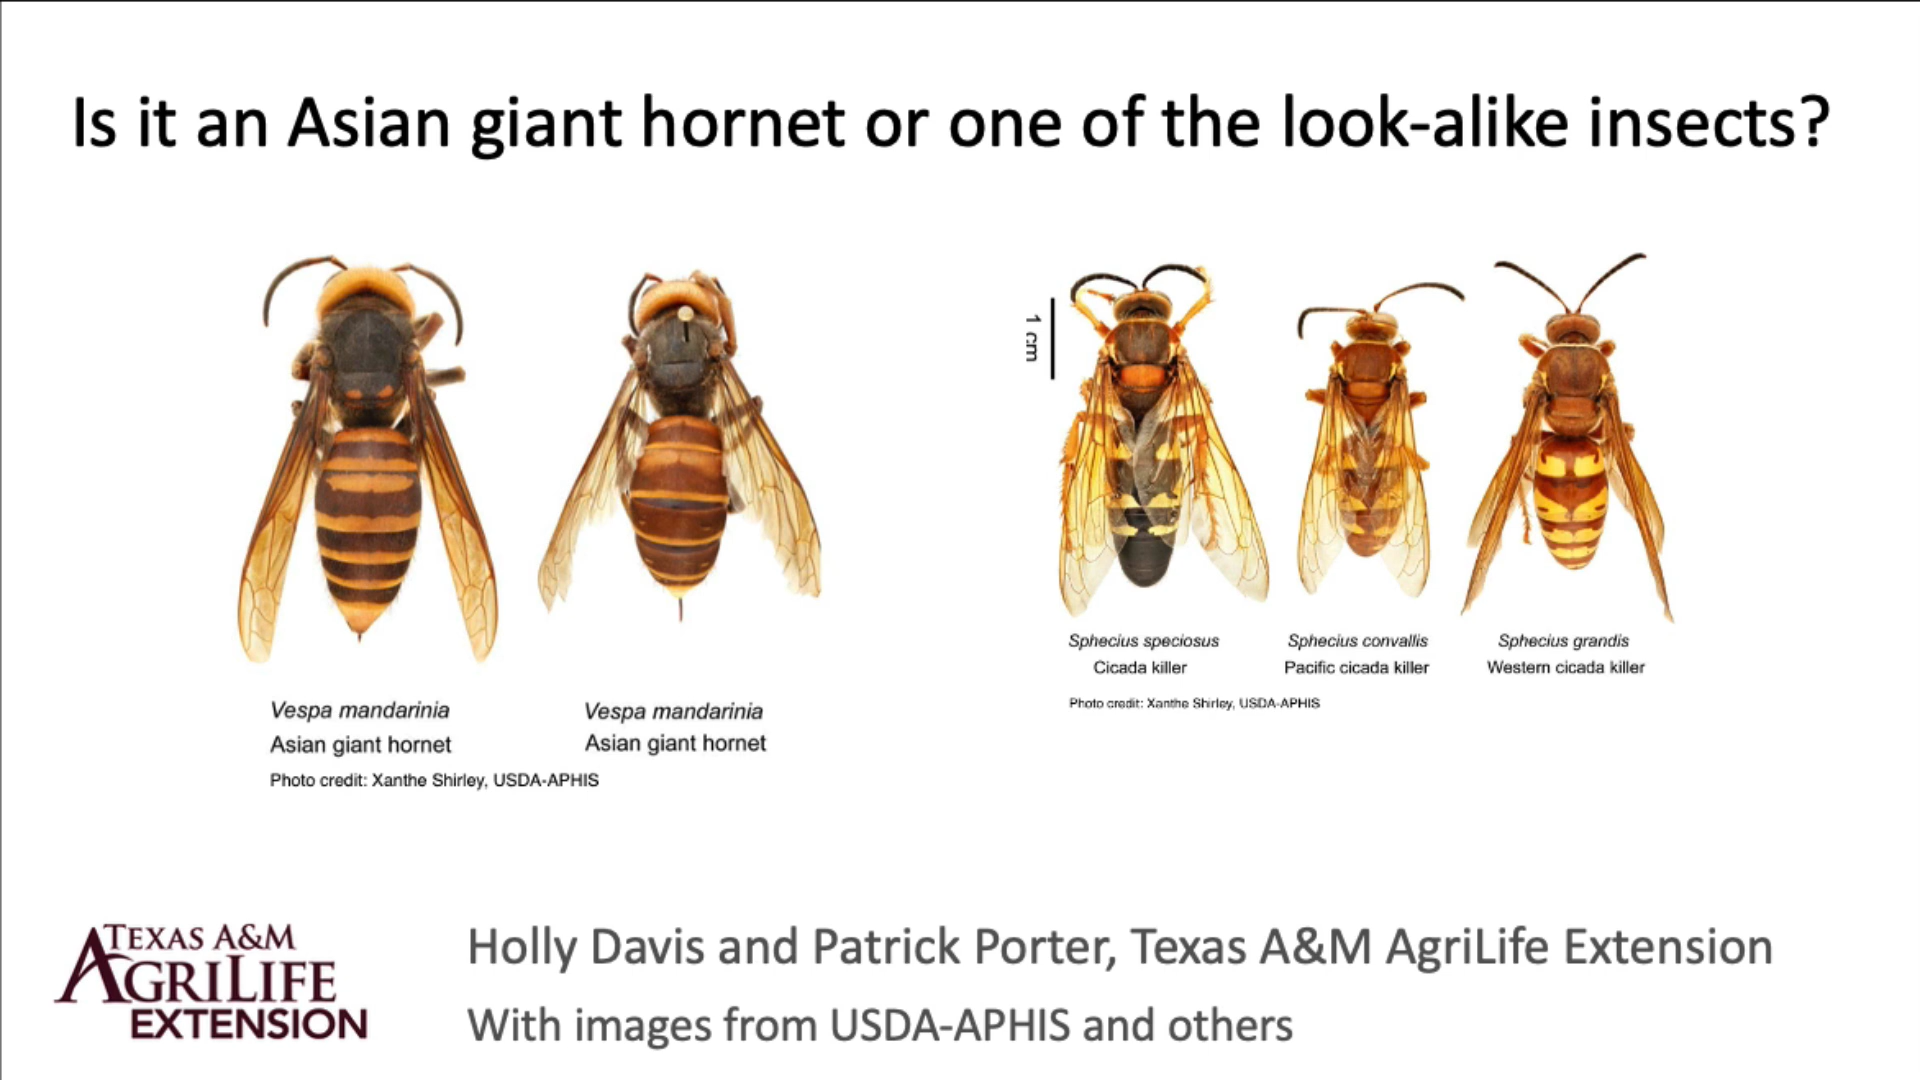 Is it an Asian giant hornet or one of the look-alike insects?
Vespa mandarinia
Asian giant hornet
Vespa mandarinia
Asian giant hornet
Photo credit: Xanthe Shirley, USDA-APHIS
1 cm
Sphecius speciosus
Cicada killer
Sphecius convallis
Pacific cicada killer
Sphecius grandis
Western cicada killer
Photo credit: Xanthe Shirley, USDA-APHIS
TEXAS A&M
AGRILIFE
EXTENSION
Holly Davis and Patrick Porter, Texas A&M AgriLife Extension
With images from USDA-APHIS and others